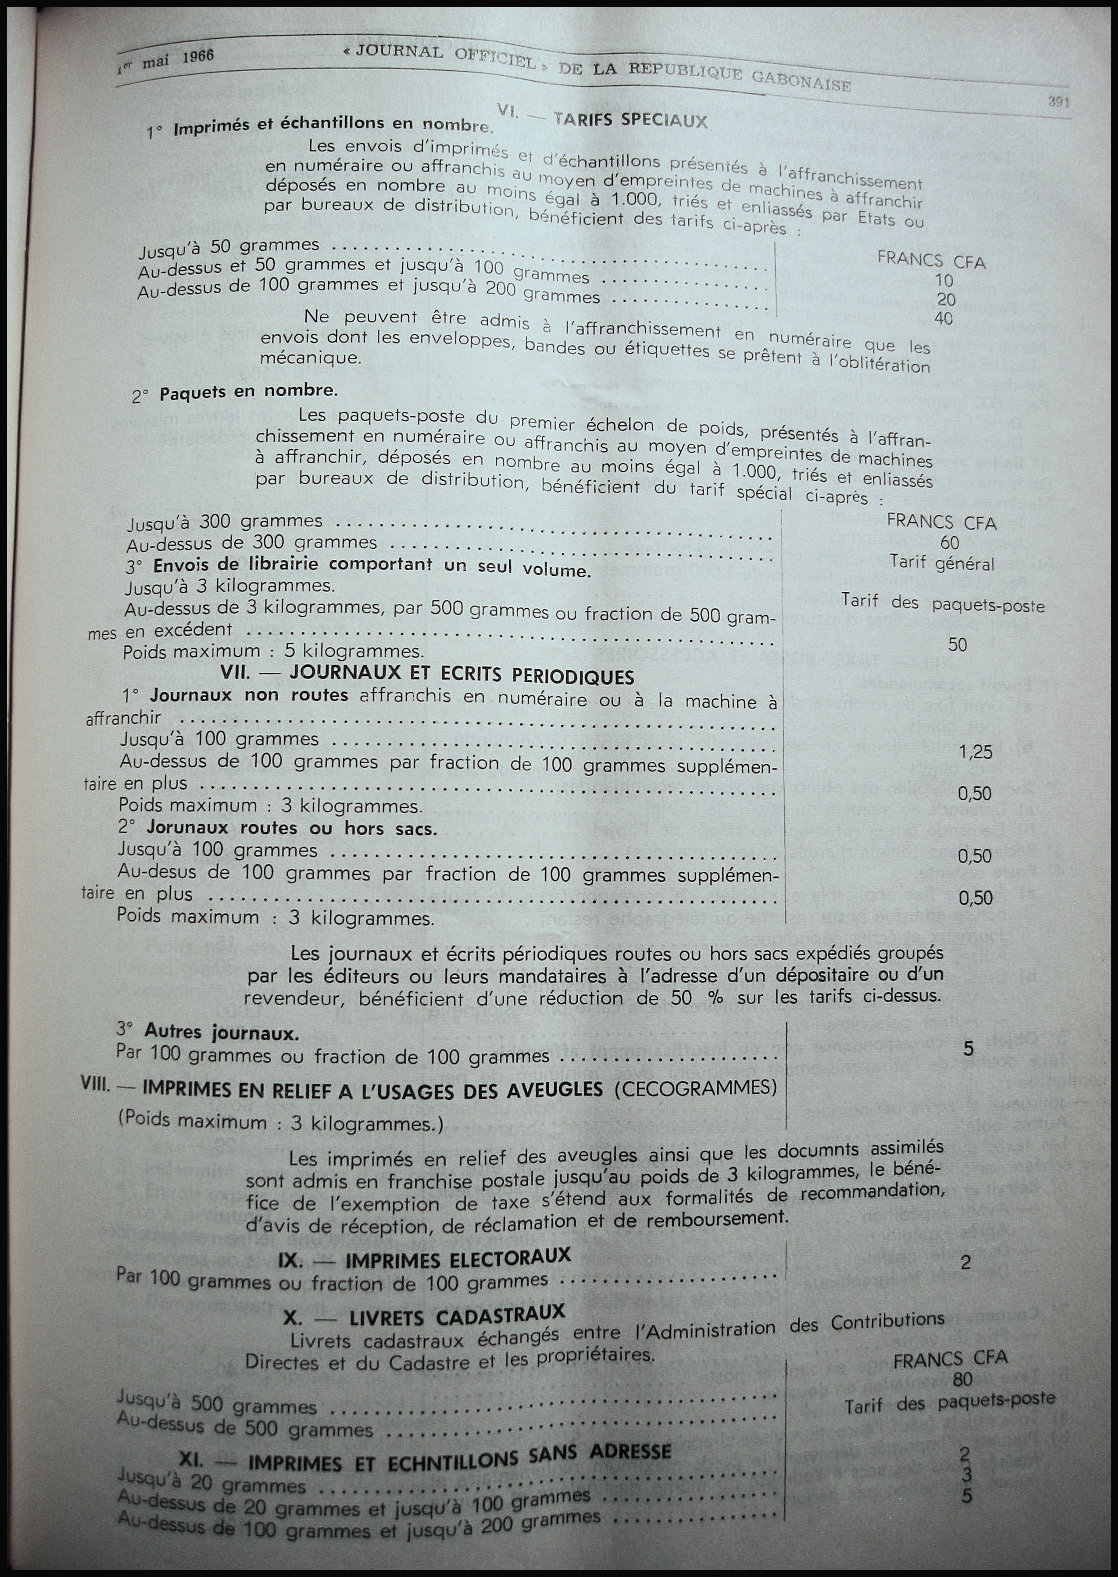 1er mai 1966 « JOURNAL OFFICIEL » DE LA REPUBLIQUE GABONAISE 391
VI. — TARIFS SPECIAUX
1° Imprimés et échantillons en nombre.
Les envois d'imprimés et d'échantillons présentés à l'affranchissement
en numéraire ou affranchis au moyen d'empreintes de machines à affranchir
déposés en nombre au moins égal à 1.000, triés et enliassés par Etats ou
par bureaux de distribution, bénéficient des tarifs ci-après :
FRANCS CFA
Jusqu'à 50 grammes .......... 10
Au-dessus et 50 grammes et jusqu'à 100 grammes .......... 20
Au-dessus de 100 grammes et jusqu'à 200 grammes .......... 40
Ne peuvent être admis à l'affranchissement en numéraire que les
envois dont les enveloppes, bandes ou étiquettes se prêtent à l'oblitération
mécanique.
2° Paquets en nombre.
Les paquets-poste du premier échelon de poids, présentés à l'affran-
chissement en numéraire ou affranchis au moyen d'empreintes de machines
à affranchir, déposés en nombre au moins égal à 1.000, triés et enliassés
par bureaux de distribution, bénéficient du tarif spécial ci-après :
FRANCS CFA
Jusqu'à 300 grammes .......... 60
Au-dessus de 300 grammes .......... Tarif général
3° Envois de librairie comportant un seul volume.
Jusqu'à 3 kilogrammes. Tarif des paquets-poste
Au-dessus de 3 kilogrammes, par 500 grammes ou fraction de 500 gram-
mes en excédent .......... 50
Poids maximum : 5 kilogrammes.
VII. — JOURNAUX ET ECRITS PERIODIQUES
1° Journaux non routes affranchis en numéraire ou à la machine à
affranchir ..........
Jusqu'à 100 grammes .......... 1,25
Au-dessus de 100 grammes par fraction de 100 grammes supplémen-
taire en plus .......... 0,50
Poids maximum : 3 kilogrammes.
2° Jorunaux routes ou hors sacs.
Jusqu'à 100 grammes .......... 0,50
Au-desus de 100 grammes par fraction de 100 grammes supplémen-
taire en plus .......... 0,50
Poids maximum : 3 kilogrammes.
Les journaux et écrits périodiques routes ou hors sacs expédiés groupés
par les éditeurs ou leurs mandataires à l'adresse d'un dépositaire ou d'un
revendeur, bénéficient d'une réduction de 50 % sur les tarifs ci-dessus.
3° Autres journaux.
Par 100 grammes ou fraction de 100 grammes .......... 5
VIII. — IMPRIMES EN RELIEF A L'USAGES DES AVEUGLES (CECOGRAMMES)
(Poids maximum : 3 kilogrammes.)
Les imprimés en relief des aveugles ainsi que les documnts assimilés
sont admis en franchise postale jusqu'au poids de 3 kilogrammes, le béné-
fice de l'exemption de taxe s'étend aux formalités de recommandation,
d'avis de réception, de réclamation et de remboursement.
IX. — IMPRIMES ELECTORAUX
Par 100 grammes ou fraction de 100 grammes .......... 2
X. — LIVRETS CADASTRAUX
Livrets cadastraux échangés entre l'Administration des Contributions
Directes et du Cadastre et les propriétaires.
FRANCS CFA
Jusqu'à 500 grammes .......... 80
Au-dessus de 500 grammes .......... Tarif des paquets-poste
XI. — IMPRIMES ET ECHNTILLONS SANS ADRESSE
Jusqu'à 20 grammes .......... 2
Au-dessus de 20 grammes et jusqu'à 100 grammes .......... 3
Au-dessus de 100 grammes et jusqu'à 200 grammes .......... 5